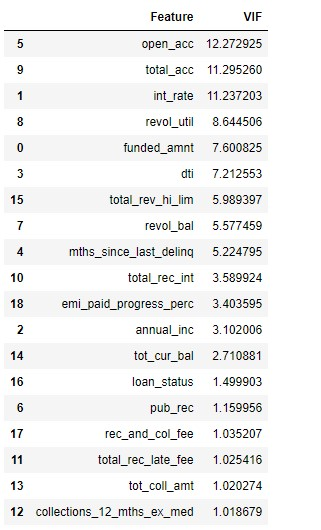 Feature VIF
5 open_acc 12.272925
9 total_acc 11.295260
1 int_rate 11.237203
8 revol_util 8.644506
0 funded_amnt 7.600825
3 dti 7.212553
15 total_rev_hi_lim 5.989397
7 revol_bal 5.577459
4 mths_since_last_delinq 5.224795
10 total_rec_int 3.589924
18 emi_paid_progress_perc 3.403595
2 annual_inc 3.102006
14 tot_cur_bal 2.710881
16 loan_status 1.499903
6 pub_rec 1.159956
17 rec_and_col_fee 1.035207
11 total_rec_late_fee 1.025416
13 tot_coll_amt 1.020274
12 collections_12_mths_ex_med 1.018679